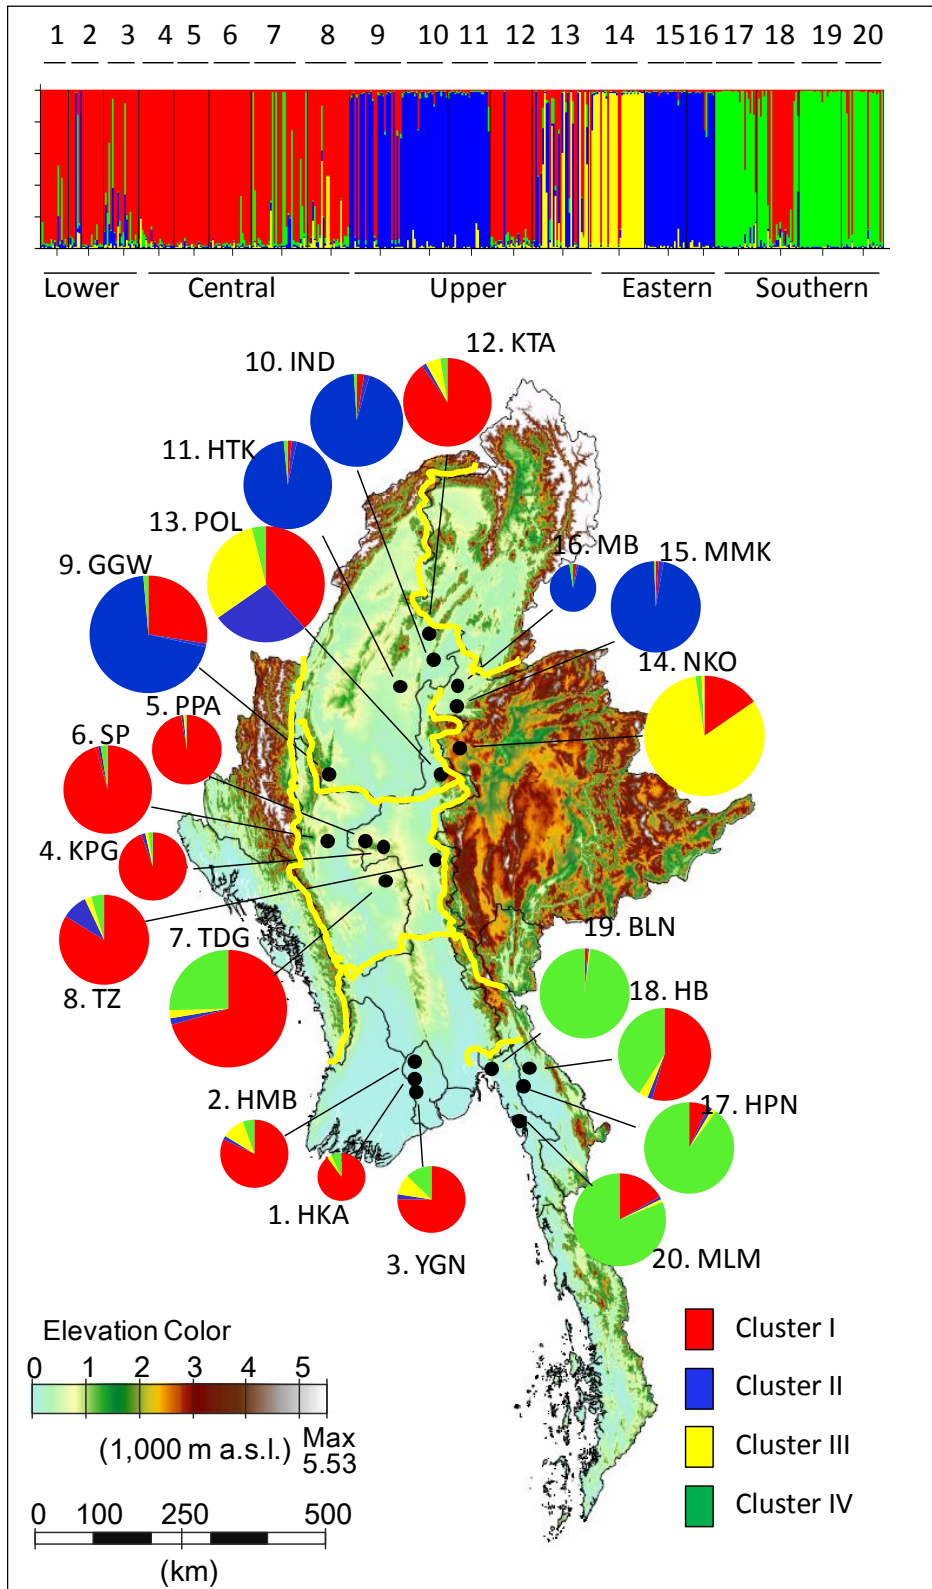 1 2 3 4 5 6 7 8 9 10 11 12 13 14 15 16 17 18 19 20
Lower Central Upper Eastern Southern
12. KTA
10. IND
11. HTK
13. POL
16. MB
15. MMK
9. GGW
14. NKO
5. PPA
6. SP
4. KPG
7. TDG
8. TZ
19. BLN
18. HB
17. HPN
2. HMB
1. HKA
3. YGN
20. MLM
Elevation Color
0 1 2 3 4 5
(1,000 m a.s.l.) Max
5.53
0 100 250 500
(km)
Cluster I
Cluster II
Cluster III
Cluster IV